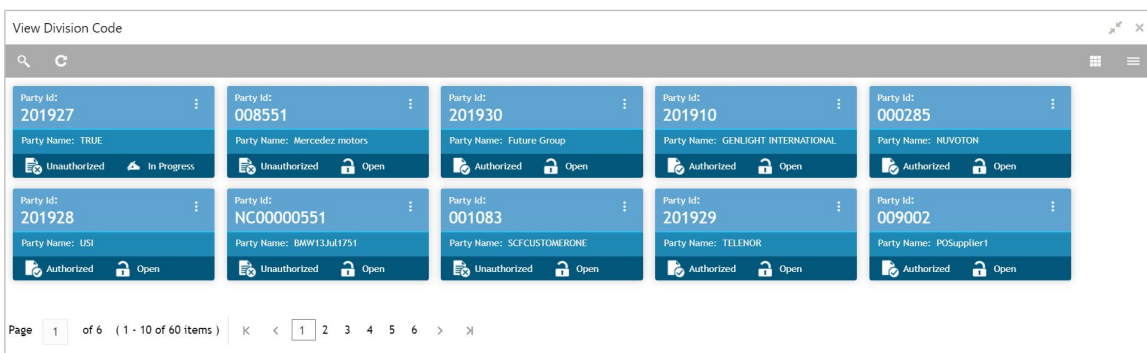 View Division Code
Party Id: Party Id: Party Id: Party Id: Party Id:
201927 008551 201930 201910 000285
Party Name: TRUE Party Name: Mercedez motors Party Name: Future Group Party Name: GENLIGHT INTERNATIONAL Party Name: NUVOTON
Unauthorized In Progress Unauthorized Open Authorized Open Authorized Open Authorized Open
Party Id: Party Id: Party Id: Party Id: Party Id:
201928 NC00000551 001083 201929 009002
Party Name: USI Party Name: BMW13Jul1751 Party Name: SCFCUSTOMERONE Party Name: TELENOR Party Name: POSupplier1
Authorized Open Unauthorized Open Unauthorized Open Authorized Open Authorized Open
Page 1 of 6 ( 1 - 10 of 60 items ) 1 2 3 4 5 6